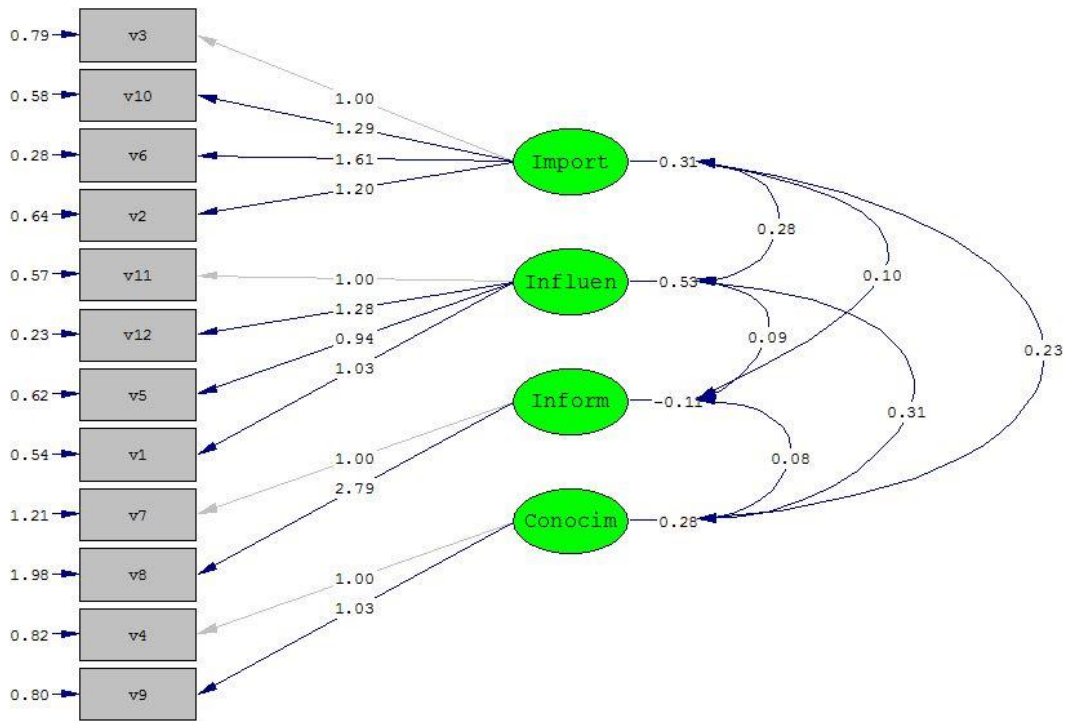 0.79 v3
1.00
0.58 v10
1.29
0.28 v6
1.61
Import 0.31
0.64 v2
1.20
0.28
0.57 v11
1.00
Influen 0.53
0.10
0.23 v12
1.28
0.94
0.09
0.23
0.62 v5
1.03
Inform -0.11
0.31
0.54 v1
1.00
0.08
2.79
1.21 v7
Conocim 0.28
1.98 v8
1.00
1.03
0.82 v4
0.80 v9